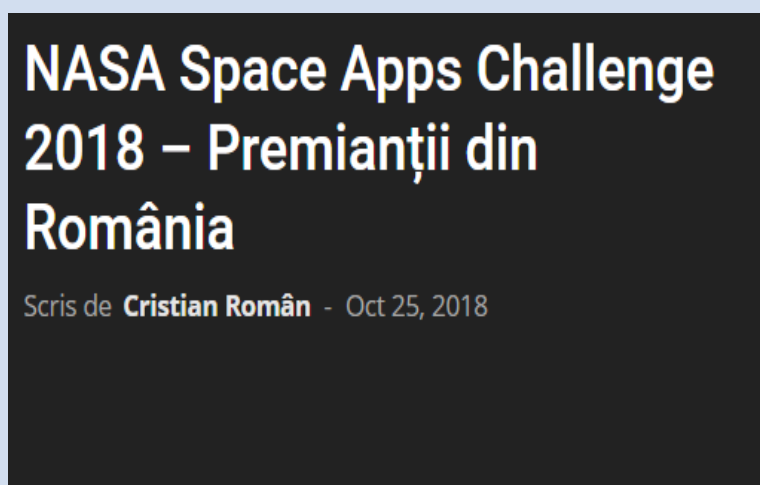 NASA Space Apps Challenge
2018 – Premianții din
România
Scris de Cristian Român - Oct 25, 2018